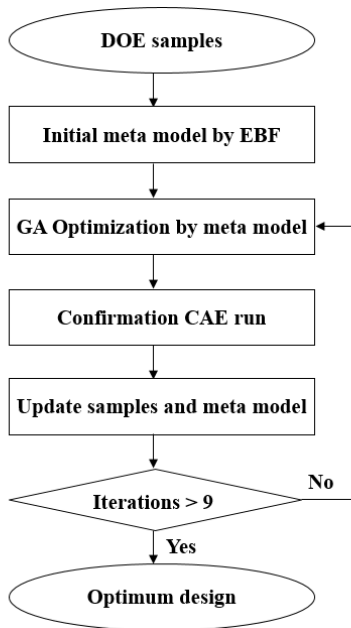 DOE samples
Initial meta model by EBF
GA Optimization by meta model
Confirmation CAE run
Update samples and meta model
Iterations > 9
No
Yes
Optimum design